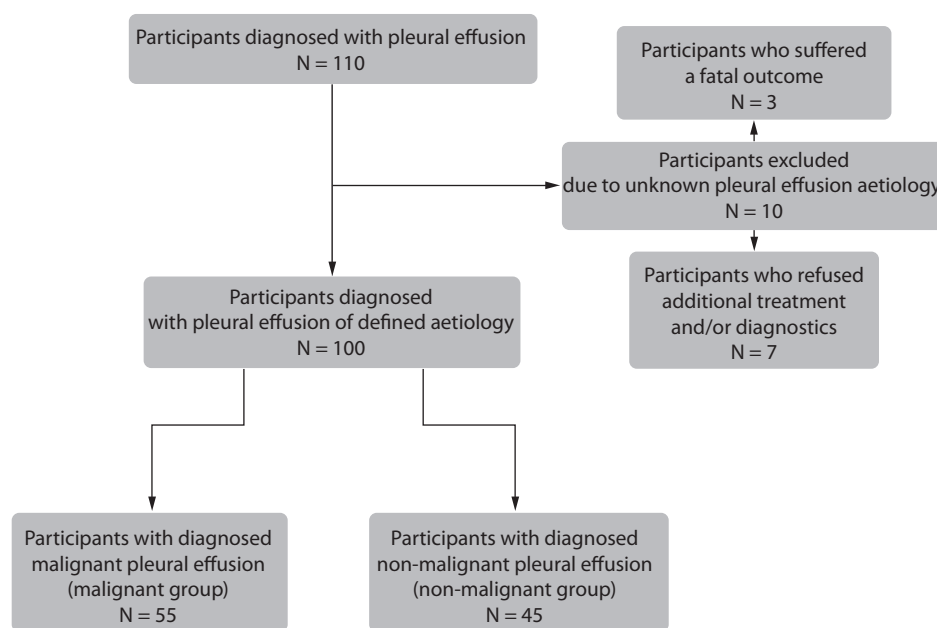 Participants diagnosed with pleural effusion
N = 110
Participants who suffered
a fatal outcome
N = 3
Participants excluded
due to unknown pleural effusion aetiology
N = 10
Participants who refused
additional treatment
and/or diagnostics
N = 7
Participants diagnosed
with pleural effusion of defined aetiology
N = 100
Participants with diagnosed
malignant pleural effusion
(malignant group)
N = 55
Participants with diagnosed
non-malignant pleural effusion
(non-malignant group)
N = 45